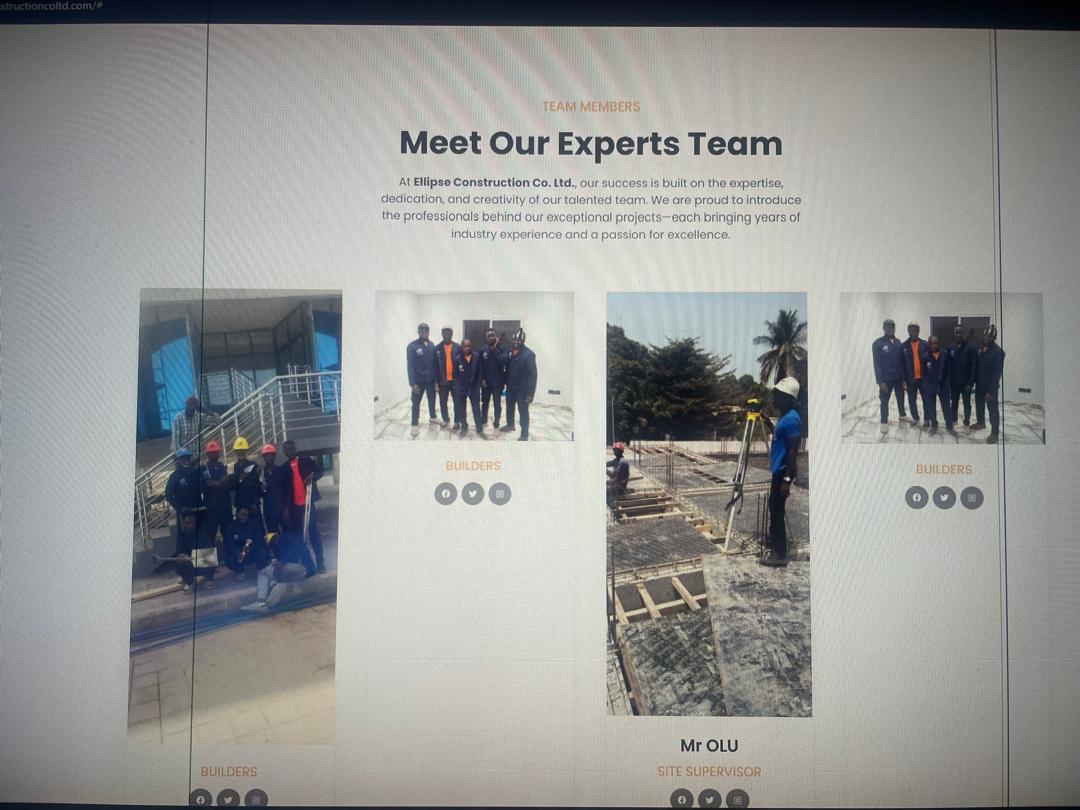 structioncoltd.com/#
TEAM MEMBERS
Meet Our Experts Team
At Ellipse Construction Co. Ltd., our success is built on the expertise,
dedication, and creativity of our talented team. We are proud to introduce
the professionals behind our exceptional projects—each bringing years of
industry experience and a passion for excellence.
BUILDERS
BUILDERS
Mr OLU
BUILDERS
SITE SUPERVISOR